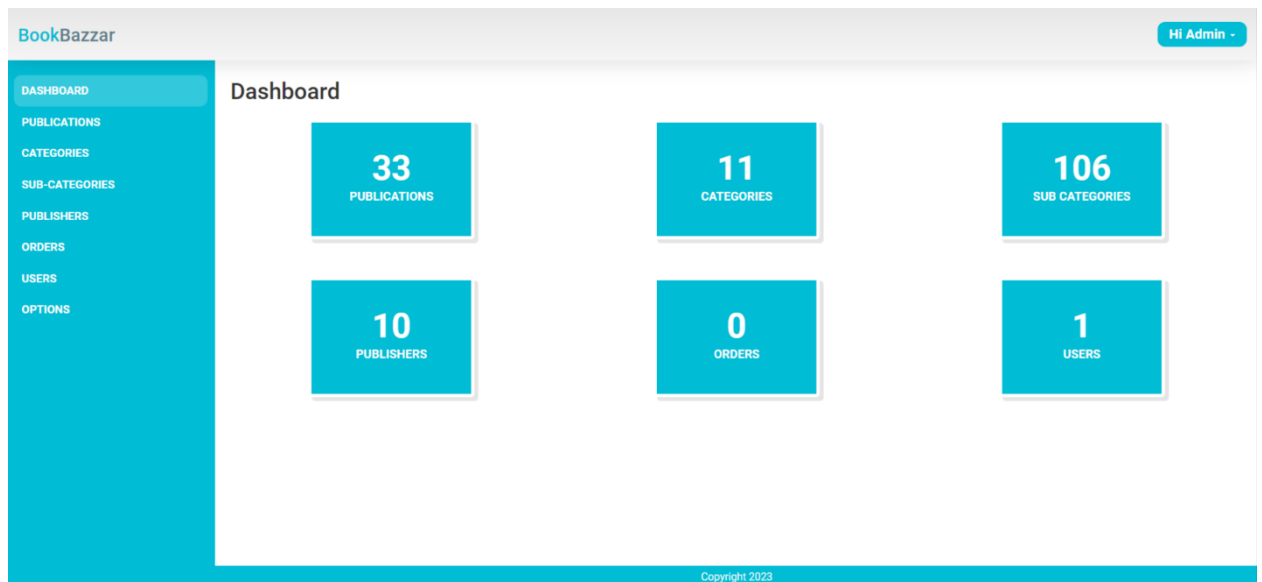 BookBazzar
Hi Admin
DASHBOARD
PUBLICATIONS
CATEGORIES
SUB-CATEGORIES
PUBLISHERS
ORDERS
USERS
OPTIONS
Dashboard
33
PUBLICATIONS
11
CATEGORIES
106
SUB CATEGORIES
10
PUBLISHERS
0
ORDERS
1
USERS
Copyright 2023